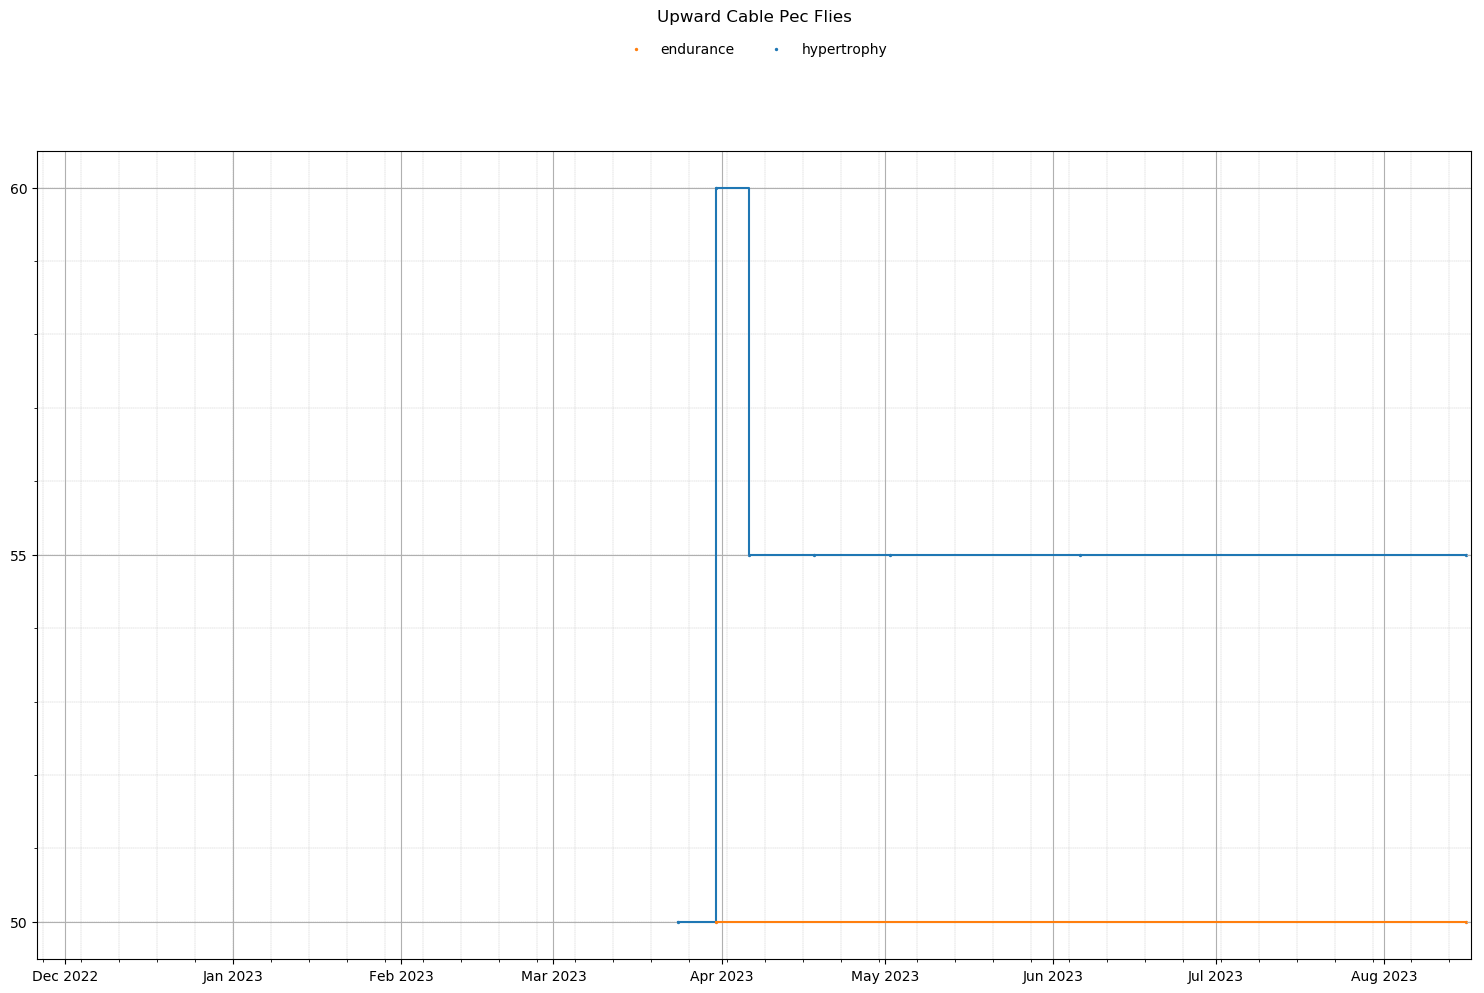 Upward Cable Pec Flies
endurance hypertrophy
60
55
50
Dec 2022 Jan 2023 Feb 2023 Mar 2023 Apr 2023 May 2023 Jun 2023 Jul 2023 Aug 2023